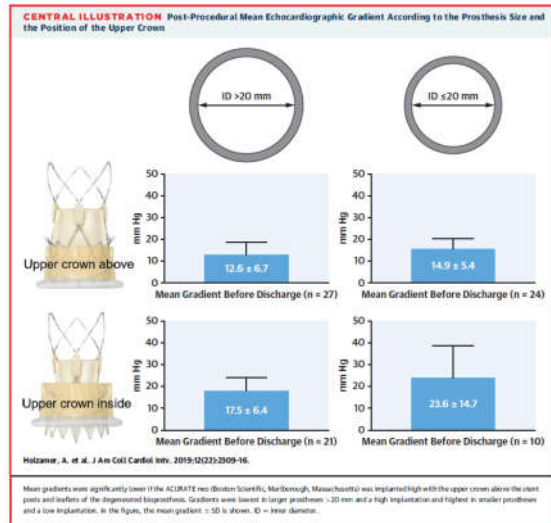 CENTRAL ILLUSTRATION Post-Procedural Mean Echocardiographic Gradient According to the Prosthesis Size and
the Position of the Upper Crown
ID >20 mm
ID ≤20 mm
Upper crown above
mm Hg
50
40
30
20
10
0
12.6 ± 6.7
Mean Gradient Before Discharge (n = 27)
mm Hg
50
40
30
20
10
0
14.9 ± 5.4
Mean Gradient Before Discharge (n = 24)
Upper crown inside
mm Hg
50
40
30
20
10
0
17.5 ± 6.4
Mean Gradient Before Discharge (n = 21)
mm Hg
50
40
30
20
10
0
23.6 ± 14.7
Mean Gradient Before Discharge (n = 10)
Holzamer, A. et al. J Am Coll Cardiol Intv. 2019;12(22):2309-16.
Mean gradients were significantly lower if the ACURATE neo (Boston Scientific, Marlborough, Massachusetts) was implanted high with the upper crown above the stent
posts and leaflets of the degenerated bioprosthesis. Gradients were lowest in larger prostheses >20 mm and a high implantation and highest in smaller prostheses
and a low implantation. In the figure, the mean gradient ± SD is shown. ID = inner diameter.